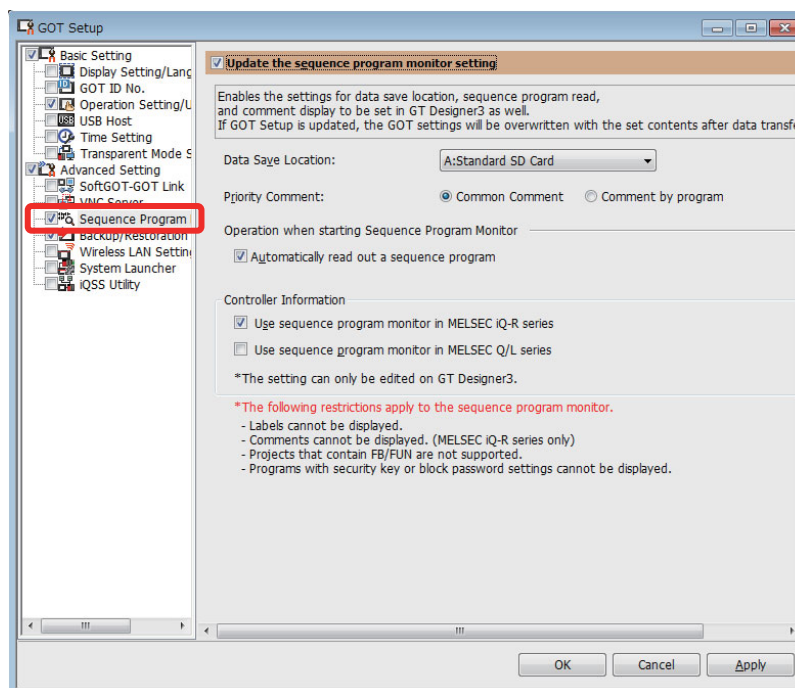 GOT Setup
Basic Setting
Display Setting/Lang
GOT ID No.
Operation Setting/U
USB Host
Time Setting
Transparent Mode S
Advanced Setting
SoftGOT-GOT Link
VNC Server
Sequence Program
Backup/Restoration
Wireless LAN Setting
System Launcher
iQSS Utility
Update the sequence program monitor setting
Enables the settings for data save location, sequence program read,
and comment display to be set in GT Designer3 as well.
If GOT Setup is updated, the GOT settings will be overwritten with the set contents after data transfe
Data Save Location:
A:Standard SD Card
Priority Comment:
Common Comment
Comment by program
Operation when starting Sequence Program Monitor
Automatically read out a sequence program
Controller Information
Use sequence program monitor in MELSEC iQ-R series
Use sequence program monitor in MELSEC Q/L series
*The setting can only be edited on GT Designer3.
*The following restrictions apply to the sequence program monitor.
- Labels cannot be displayed.
- Comments cannot be displayed. (MELSEC iQ-R series only)
- Projects that contain FB/FUN are not supported.
- Programs with security key or block password settings cannot be displayed.
OK
Cancel
Apply